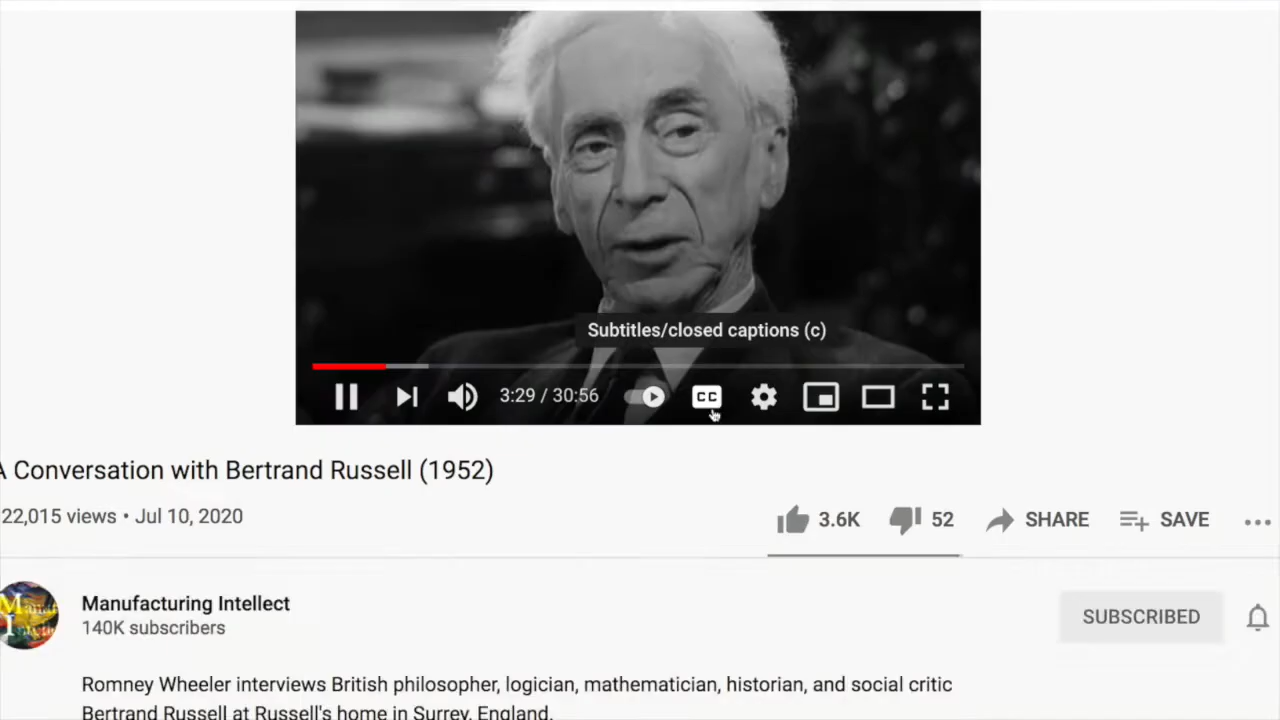 Subtitles/closed captions (c)
3:29 / 30:56
CC
A Conversation with Bertrand Russell (1952)
22,015 views • Jul 10, 2020
3.6K
52
SHARE
SAVE
Manufacturing Intellect
140K subscribers
SUBSCRIBED
Romney Wheeler interviews British philosopher, logician, mathematician, historian, and social critic
Bertrand Russell at Russell's home in Surrey, England.